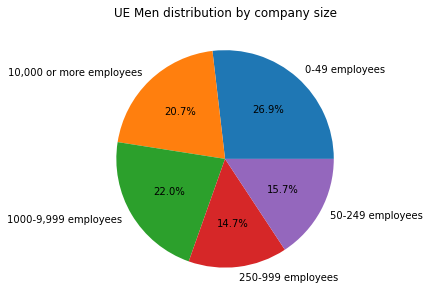 UE Men distribution by company size
0-49 employees
26.9%
10,000 or more employees
20.7%
1000-9,999 employees
22.0%
250-999 employees
14.7%
50-249 employees
15.7%